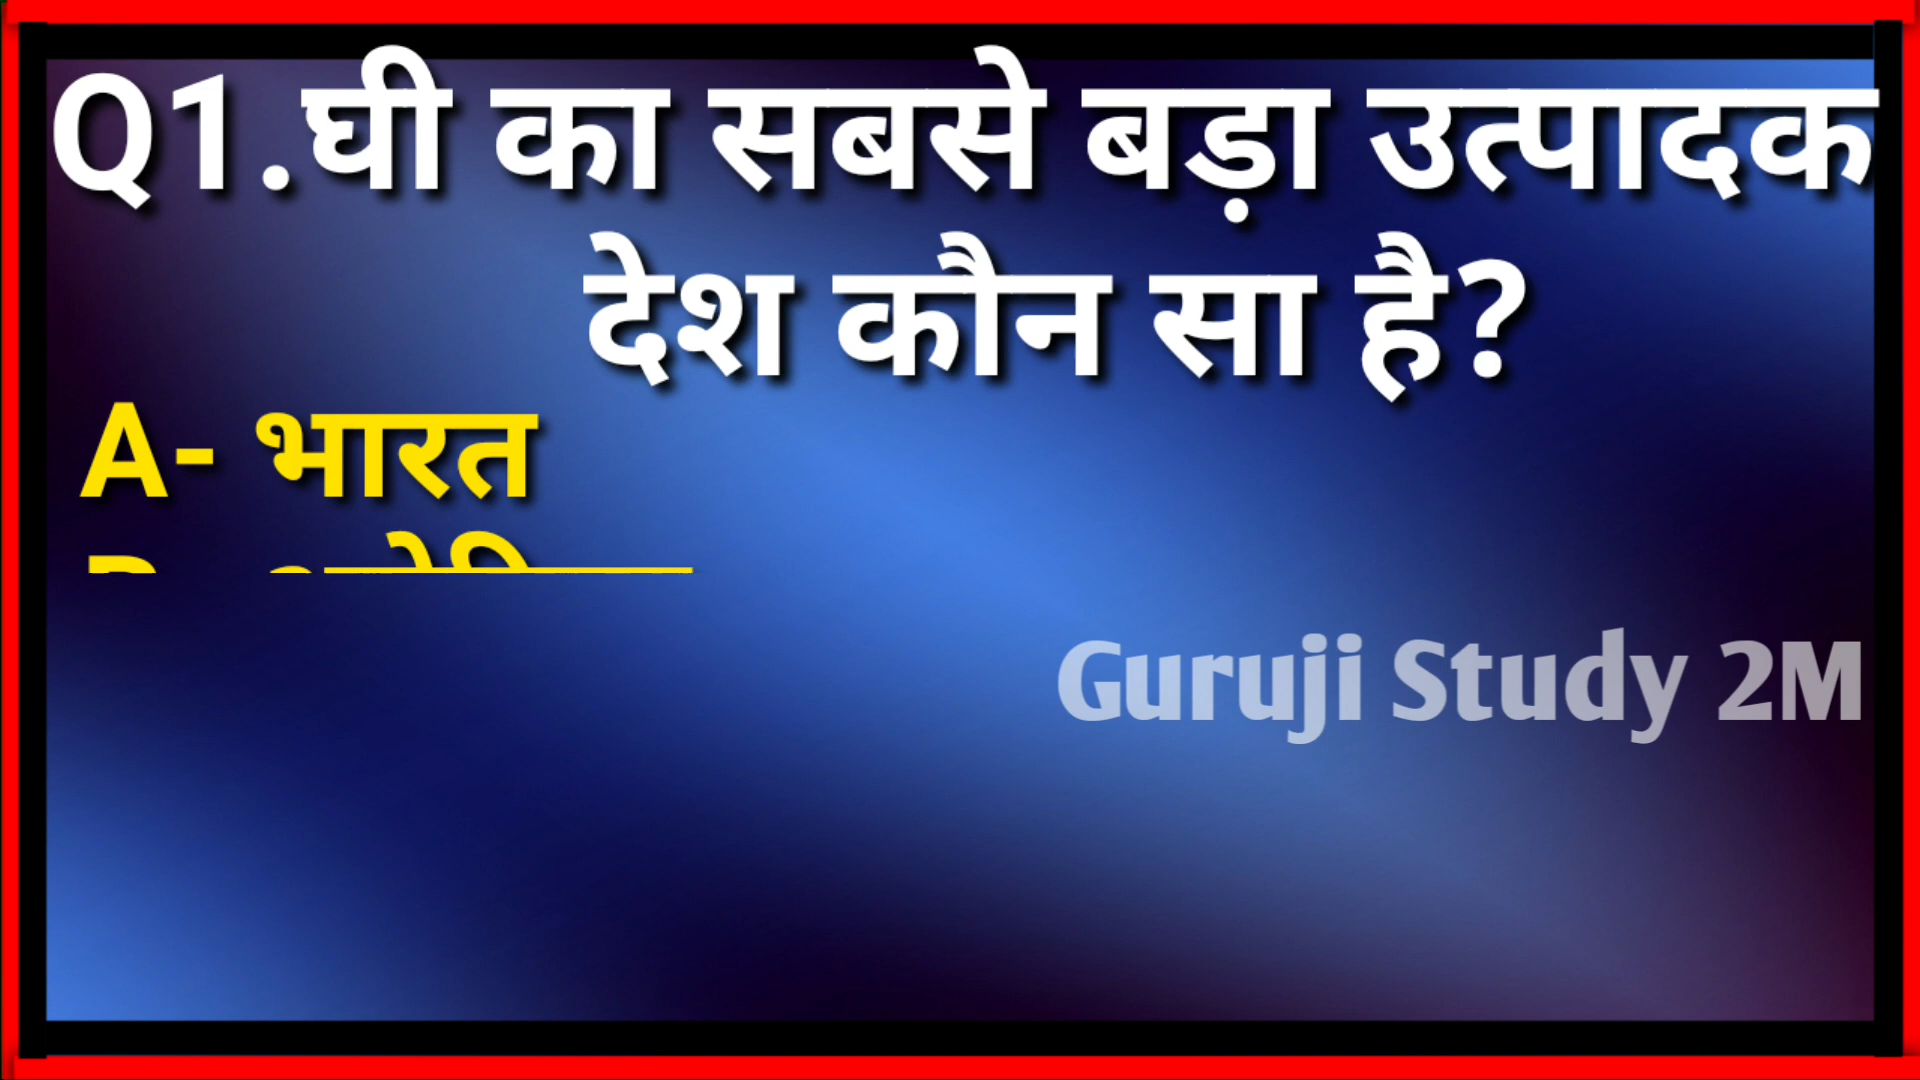 Q1.घी का सबसे बड़ा उत्पादक
देश कौन सा है?
A- भारत
Guruji Study 2M